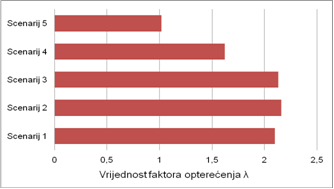 Scenarij 5
Scenarij 4
Scenarij 3
Scenarij 2
Scenarij 1
0 0,5 1 1,5 2 2,5
Vrijednost faktora opterećenja λ